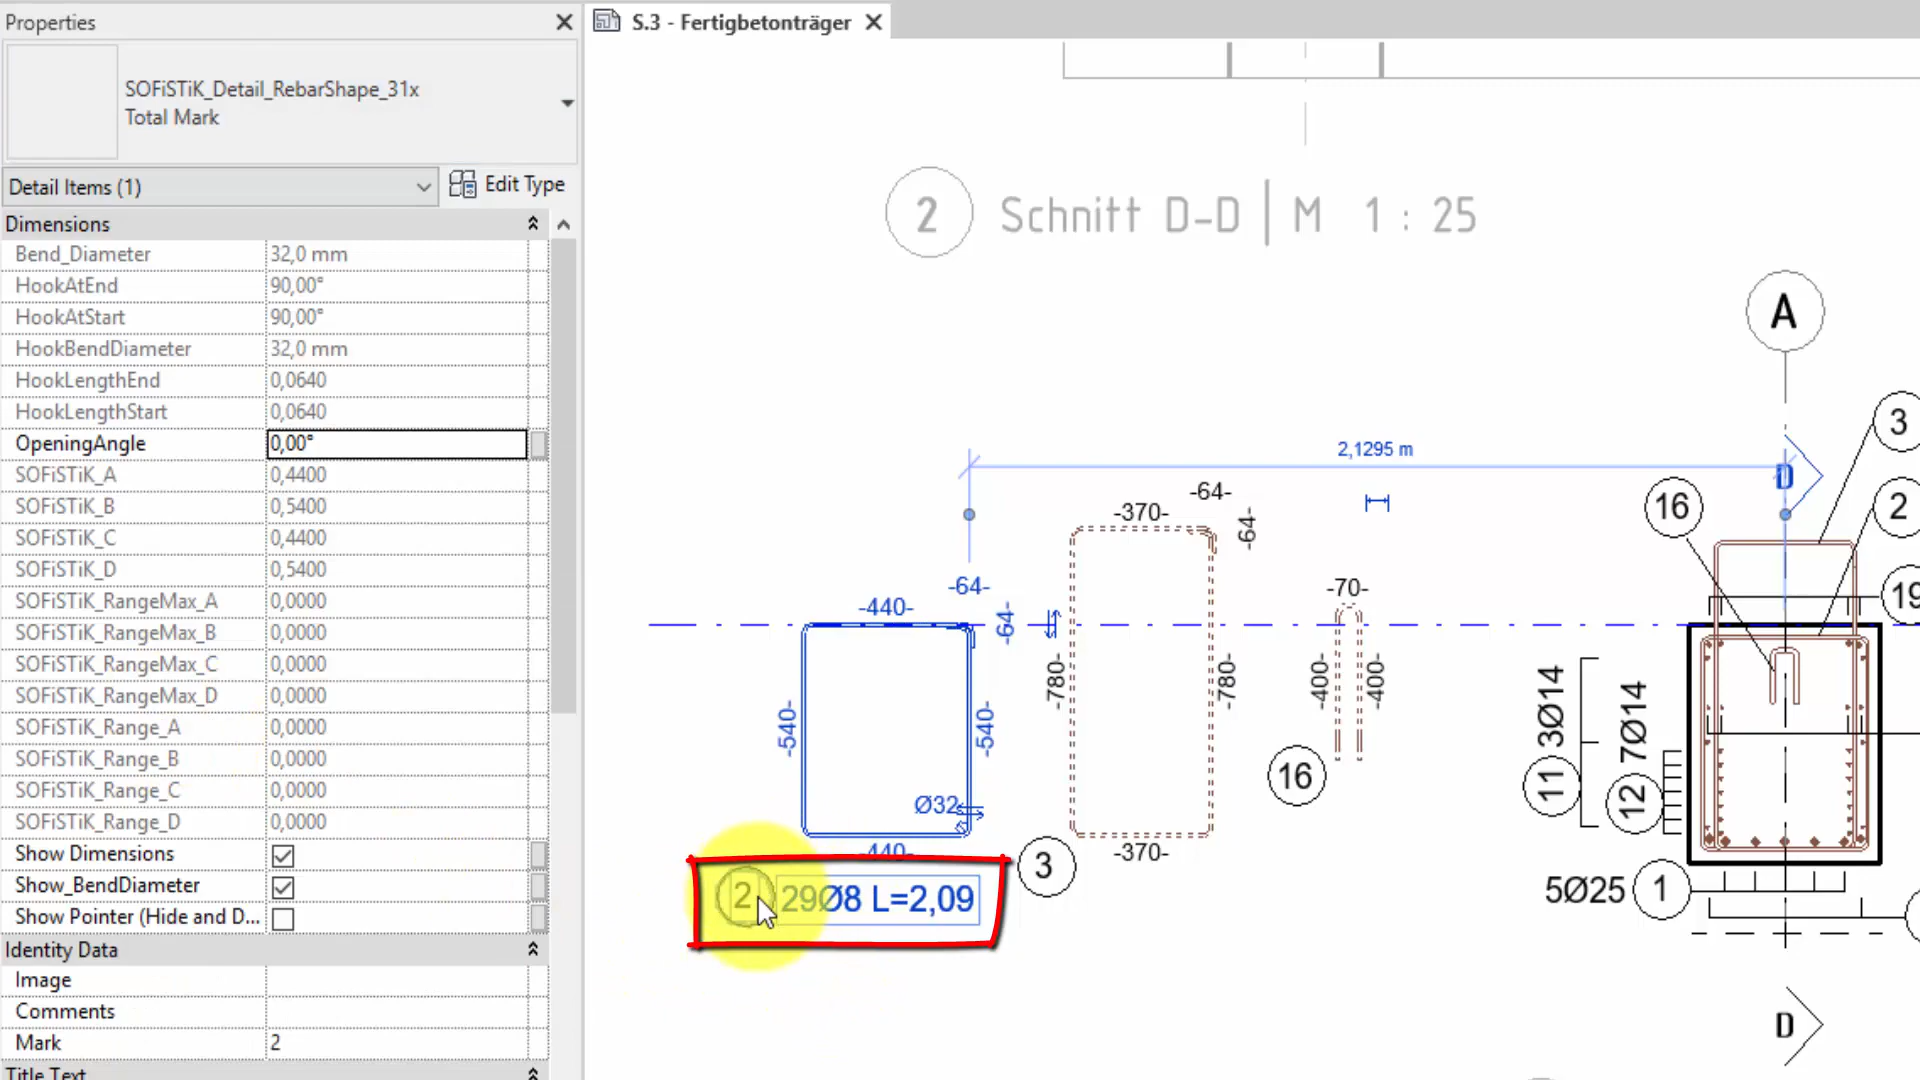 Properties
SOFiSTiK_Detail_RebarShape_31x
Total Mark
Detail Items (1)
Edit Type
Dimensions
Bend_Diameter 32,0 mm
HookAtEnd 90,00°
HookAtStart 90,00°
HookBendDiameter 32,0 mm
HookLengthEnd 0,0640
HookLengthStart 0,0640
OpeningAngle 0,00°
SOFiSTiK_A 0,4400
SOFiSTiK_B 0,5400
SOFiSTiK_C 0,4400
SOFiSTiK_D 0,5400
SOFiSTiK_RangeMax_A 0,0000
SOFiSTiK_RangeMax_B 0,0000
SOFiSTiK_RangeMax_C 0,0000
SOFiSTiK_RangeMax_D 0,0000
SOFiSTiK_Range_A 0,0000
SOFiSTiK_Range_B 0,0000
SOFiSTiK_Range_C 0,0000
SOFiSTiK_Range_D 0,0000
Show Dimensions
Show_BendDiameter
Show Pointer (Hide and D...
Identity Data
Image
Comments
Mark 2
Title Text
S.3 - Fertigbetonträger
2 Schnitt D-D | M 1 : 25
A
2,1295 m
D
3
16
2
19
-64-
-370-
-64-
-64-
-440-
-64-
-70-
-540-
-540-
-780-
-780-
-400-
-400-
Ø32
-440-
-370-
16
3
2 29Ø8 L=2,09
11 3Ø14
12 7Ø14
5Ø25 1
D